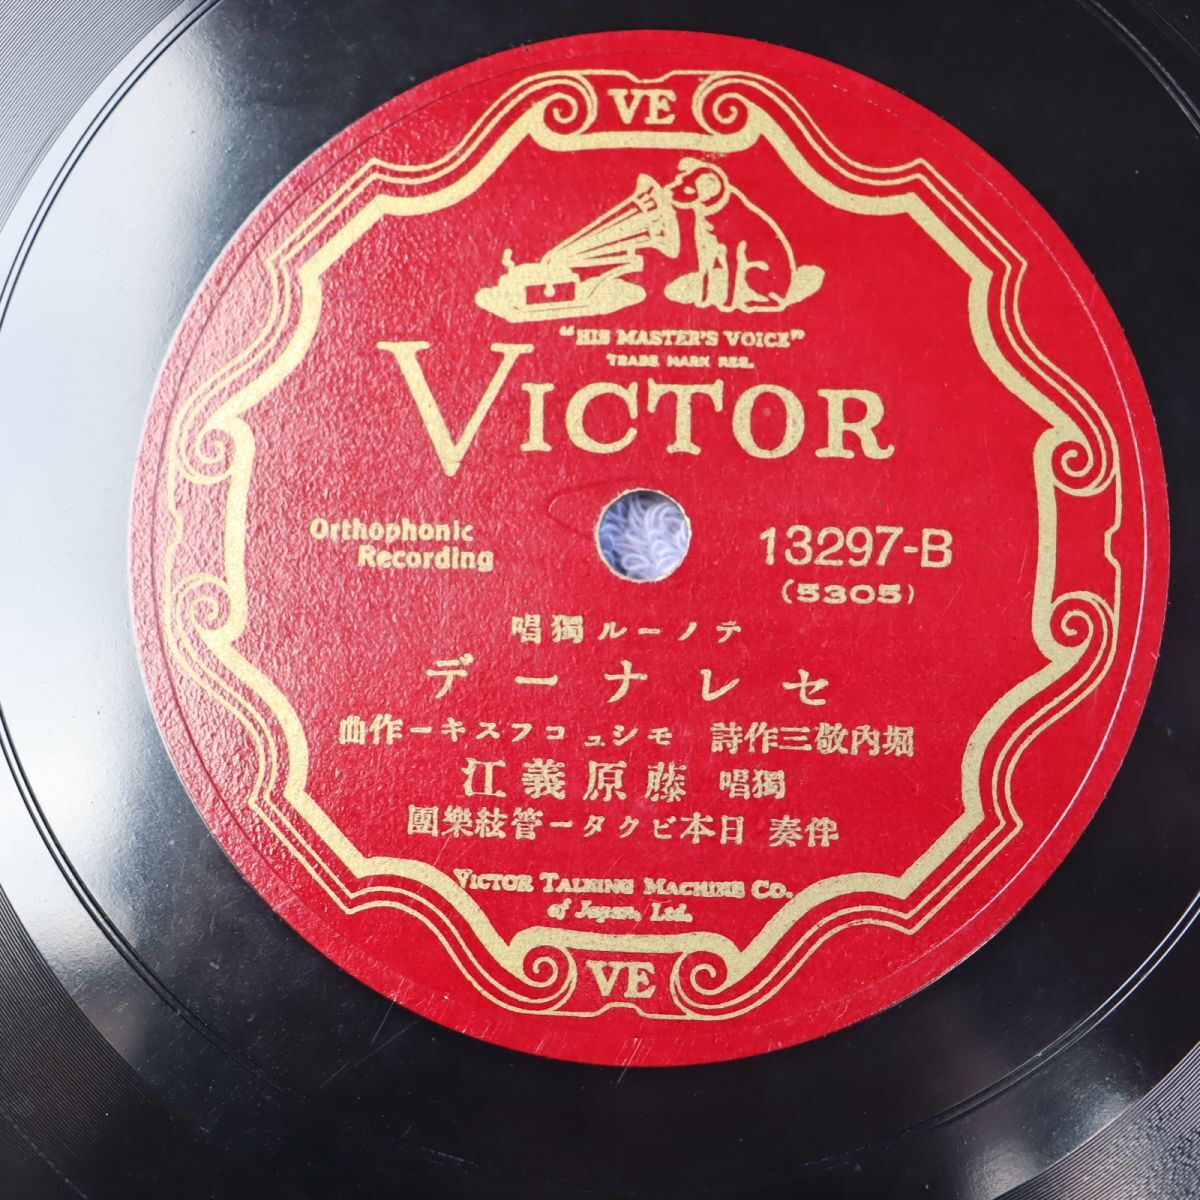 VE
"HIS MASTER'S VOICE"
TRADE MARK REG.
VICTOR
Orthophonic
Recording
13297-B
(5305)
テノール獨唱
セレナーデ
堀内敬三作詩 モシュコフスキー作曲
獨唱 藤原義江
伴奏 日本ビクター管絃樂團
VICTOR TALKING MACHINE CO.
of Japan, Ltd.
VE